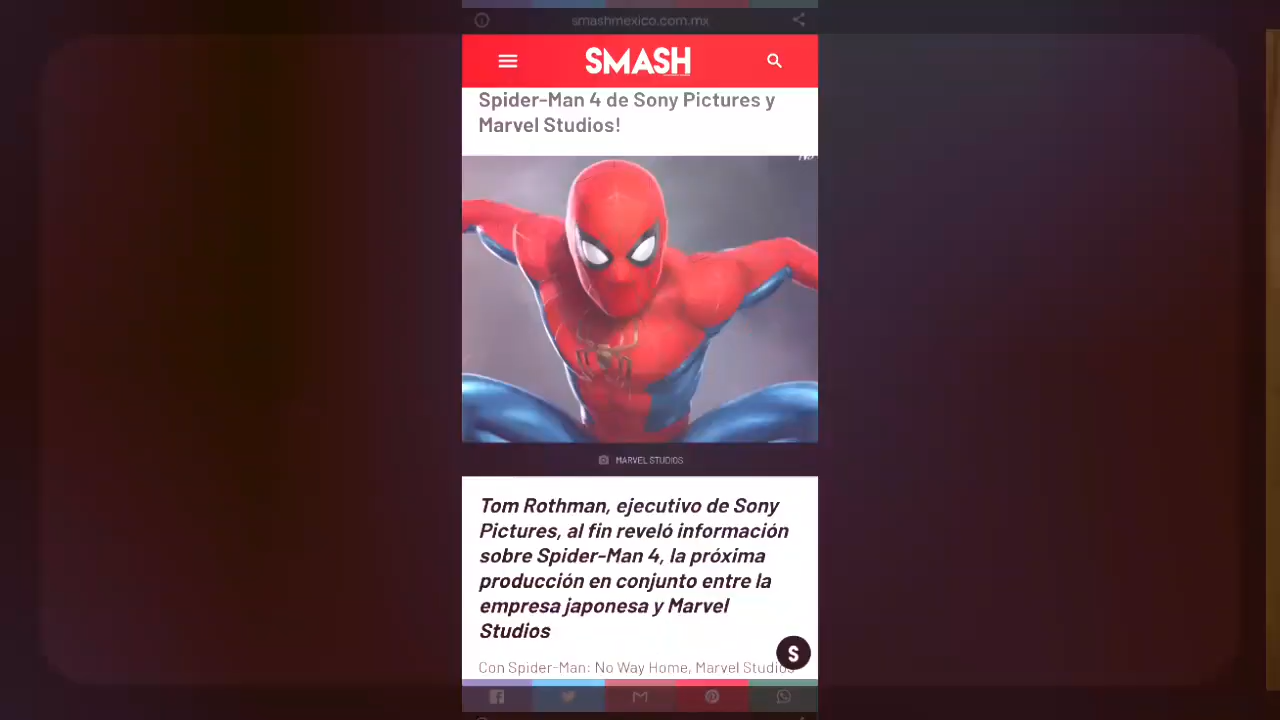 smashmexico.com.mx
SMASH
Spider-Man 4 de Sony Pictures y
Marvel Studios!
No
MARVEL STUDIOS
Tom Rothman, ejecutivo de Sony
Pictures, al fin reveló información
sobre Spider-Man 4, la próxima
producción en conjunto entre la
empresa japonesa y Marvel
Studios
S
Con Spider-Man: No Way Home, Marvel Studios